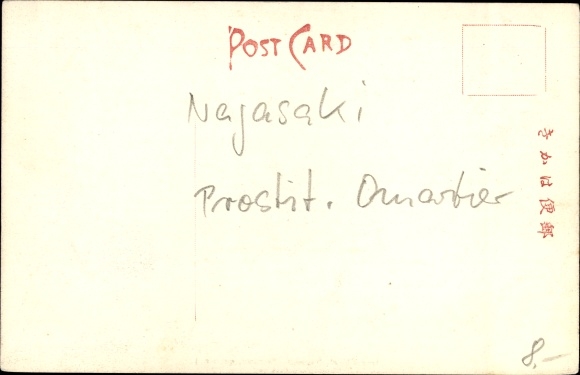 POST CARD
Nagasaki
Prostit. Quartier
きかは便郵
8.-